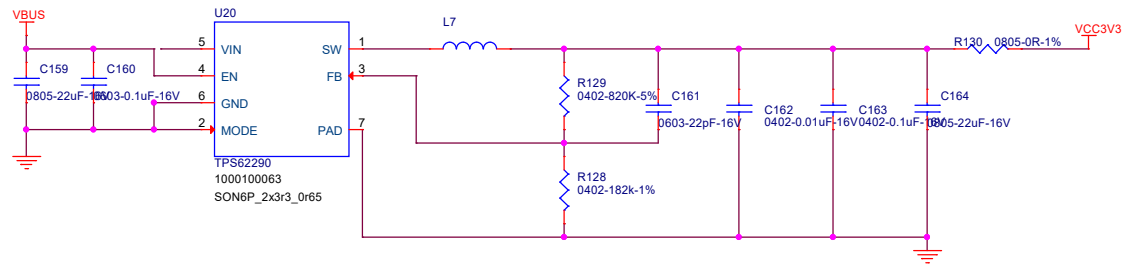 VBUS
U20
L7
VCC3V3
R130 0805-0R-1%
5 VIN SW 1
4 EN FB 3
6 GND
2 MODE PAD 7
C159
0805-22uF-16V
C160
0603-0.1uF-16V
R129
0402-820K-5%
C161
0603-22pF-16V
C162
0402-0.01uF-16V
C163
0402-0.1uF-16V
C164
0805-22uF-16V
R128
0402-182k-1%
TPS62290
1000100063
SON6P_2x3r3_0r65